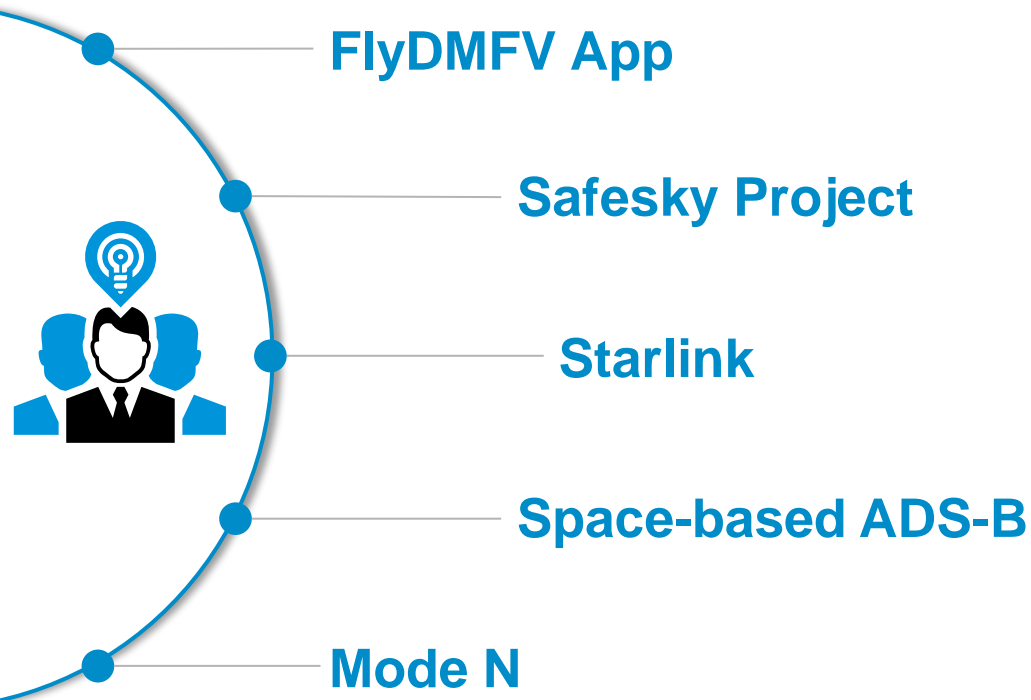 FlyDMFV App
Safesky Project
Starlink
Space-based ADS-B
Mode N